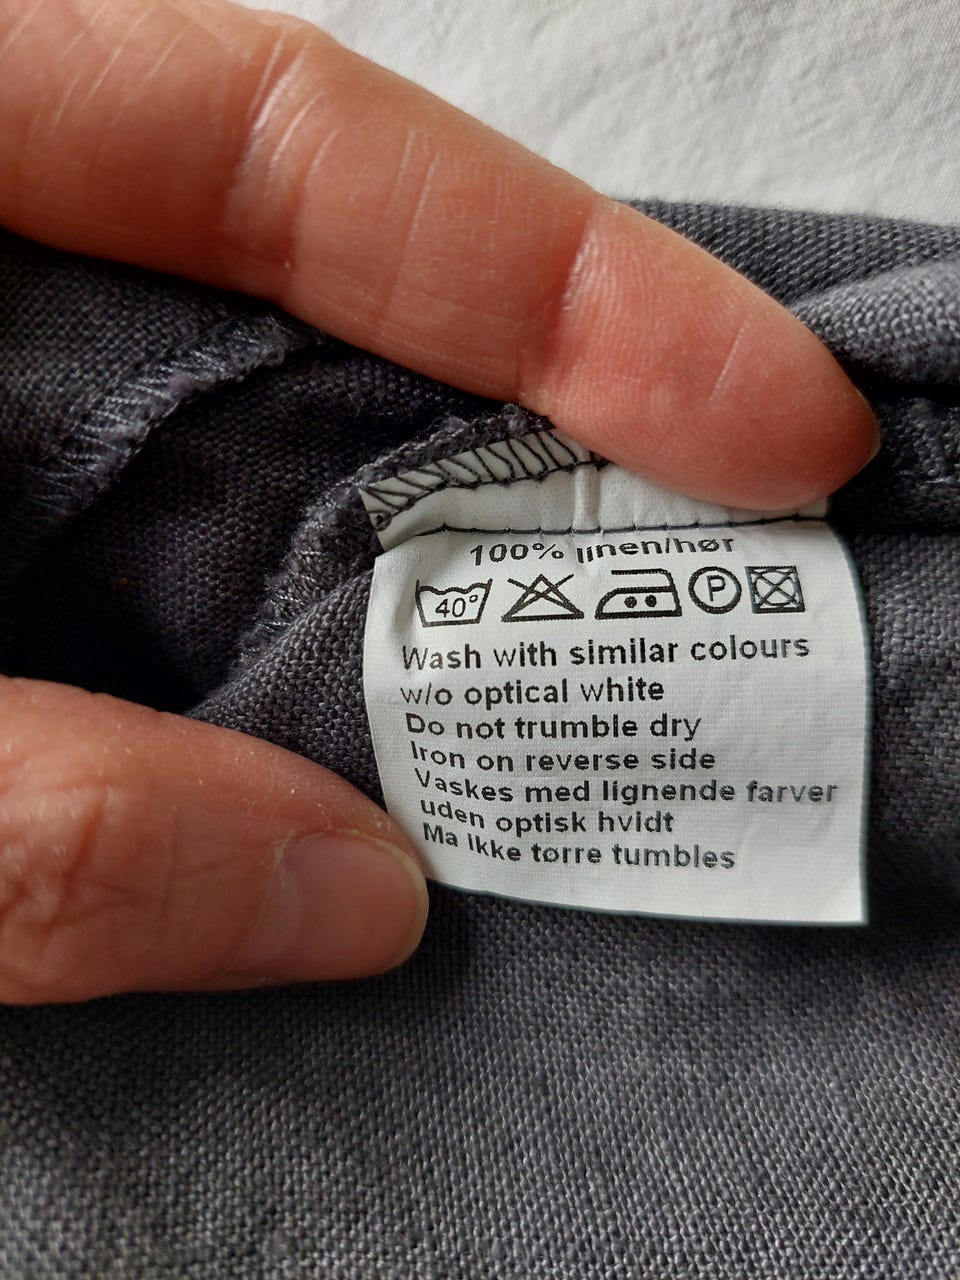 100% linen/hør
40° P
Wash with similar colours
w/o optical white
Do not trumble dry
Iron on reverse side
Vaskes med lignende farver
uden optisk hvidt
Ma ikke tørre tumbles